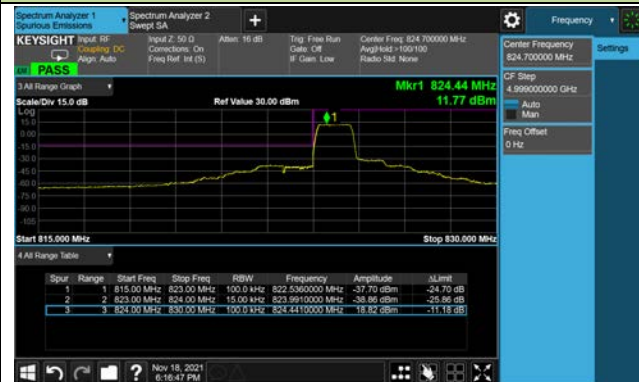 Spectrum Analyzer 1
Spurious Emissions
Spectrum Analyzer 2
Swept SA
+
Frequency
KEYSIGHT
Input: RF
Coupling: DC
Align: Auto
Input Z: 50 Ω
Corrections: On
Freq Ref: Int (S)
Atten: 16 dB
Trig: Free Run
Gate: Off
IF Gain: Low
Center Freq: 824.700000 MHz
Avg|Hold:>100/100
Radio Std: None
PASS
Center Frequency
824.700000 MHz
Settings
CF Step
4.999000000 GHz
Auto
Man
Freq Offset
0 Hz
3 All Range Graph
Mkr1 824.44 MHz
Scale/Div 15.0 dB
Ref Value 30.00 dBm
11.77 dBm
Log
15.0
0.00
-15.0
-30.0
-45.0
-60.0
-75.0
-90.0
-105
1
Start 815.000 MHz
Stop 830.000 MHz
4 All Range Table
Spur Range Start Freq Stop Freq RBW Frequency Amplitude ΔLimit
1 1 815.00 MHz 823.00 MHz 100.0 kHz 822.5360000 MHz -37.70 dBm -24.70 dB
2 2 823.00 MHz 824.00 MHz 15.00 kHz 823.9910000 MHz -38.86 dBm -25.86 dB
3 3 824.00 MHz 830.00 MHz 100.0 kHz 824.4410000 MHz 18.82 dBm -11.18 dB
?
Nov 18, 2021
6:16:47 PM